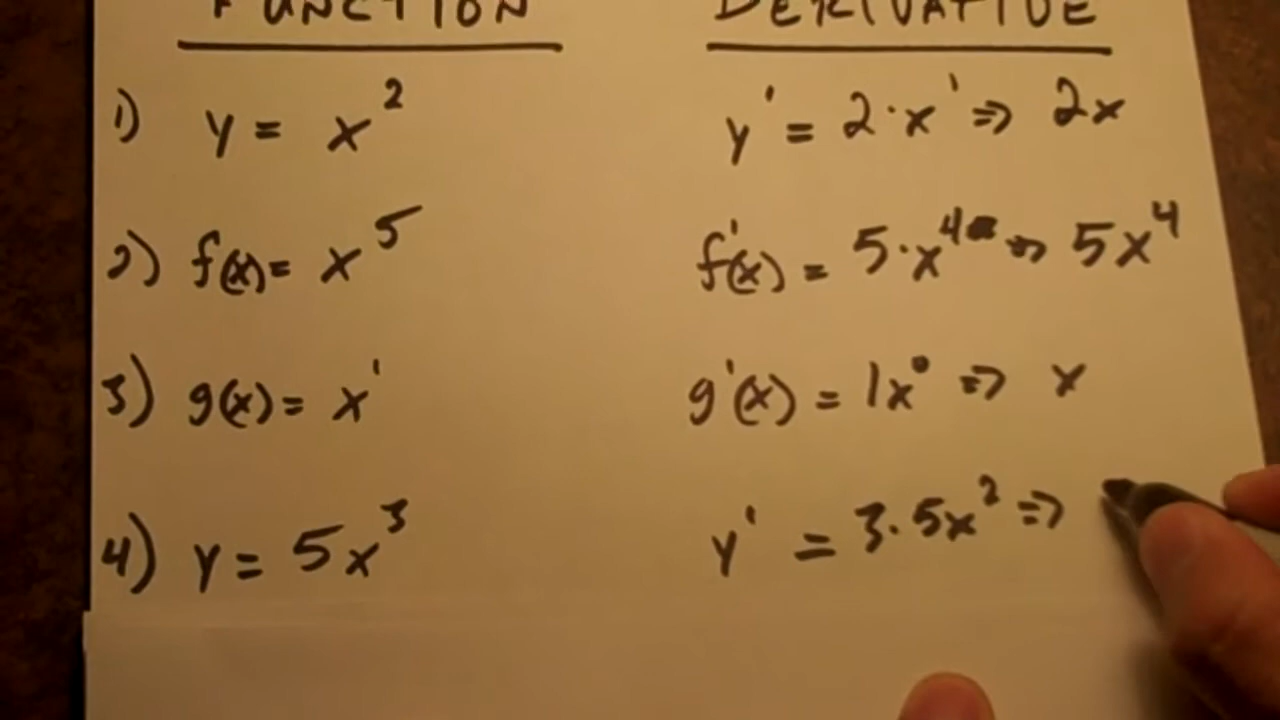 FUNCTION DERIVATIVE
1) y = x² y' = 2·x¹ ⇒ 2x
2) f(x) = x⁵ f'(x) = 5·x⁴ ⇒ 5x⁴
3) g(x) = x¹ g'(x) = 1x⁰ ⇒ x
4) y = 5x³ y' = 3·5x² ⇒